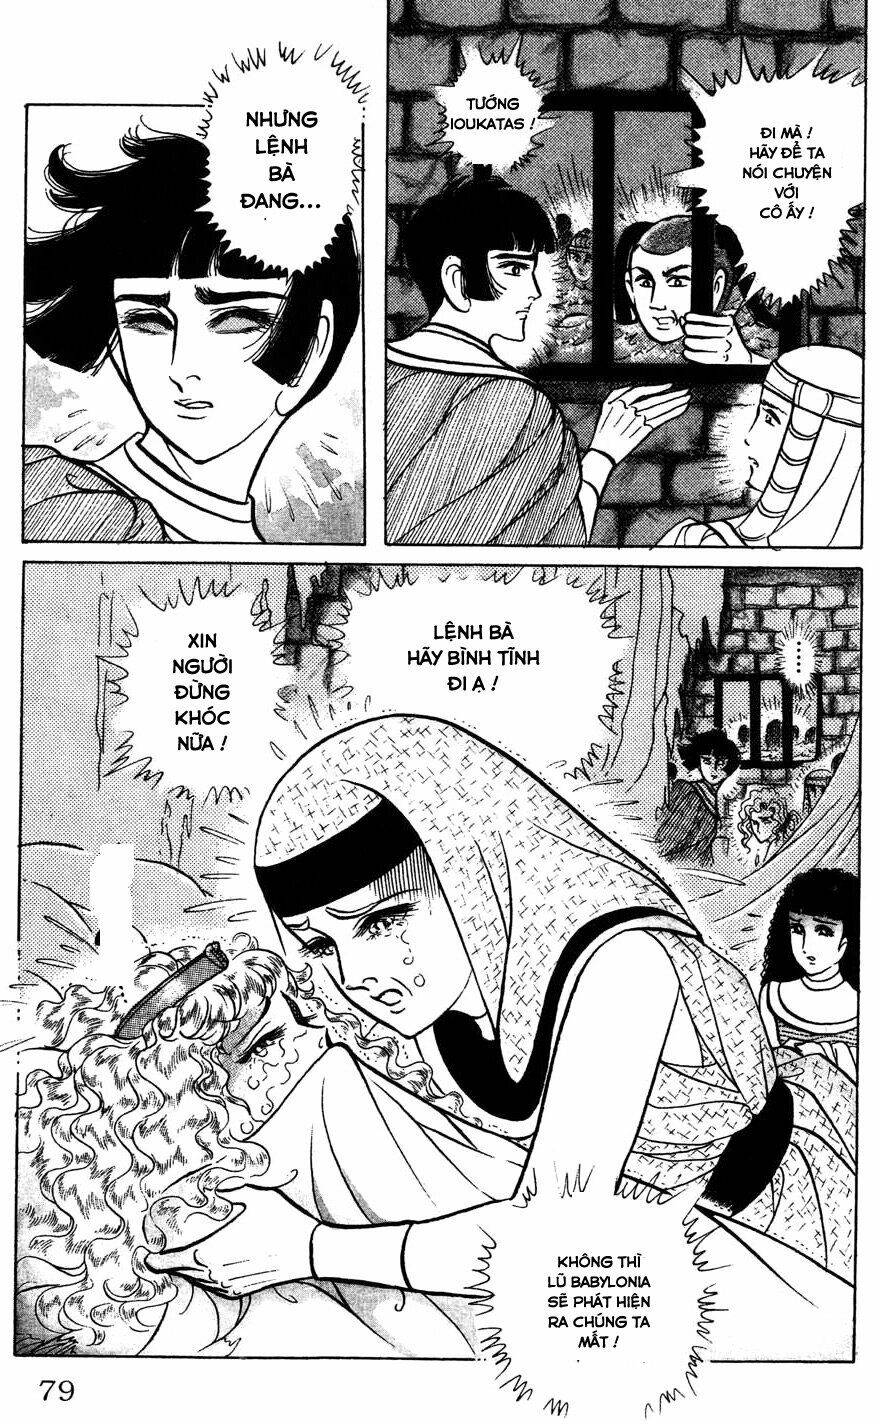 TƯỚNG
IOUKATAS !
ĐI MÀ !
HÃY ĐỂ TA
NÓI CHUYỆN
VỚI
CÔ ẤY !
NHƯNG
LỆNH
BÀ
ĐANG...
XIN
NGƯỜI
ĐỪNG
KHÓC
NỮA !
LỆNH BÀ
HÃY BÌNH TĨNH
ĐI Ạ !
......
KHÔNG THÌ
LŨ BABYLONIA
SẼ PHÁT HIỆN
RA CHÚNG TA
MẤT !
79